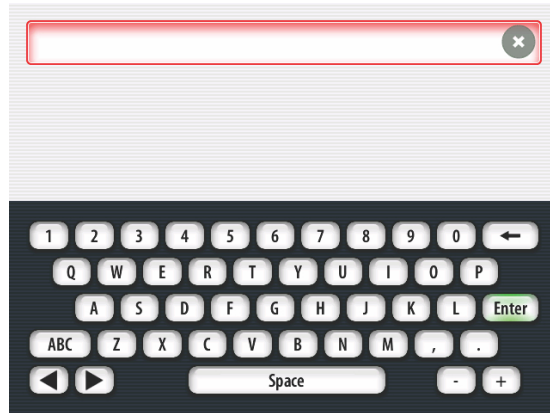 1 2 3 4 5 6 7 8 9 0
Q W E R T Y U I O P
A S D F G H J K L Enter
ABC Z X C V B N M , .
Space - +